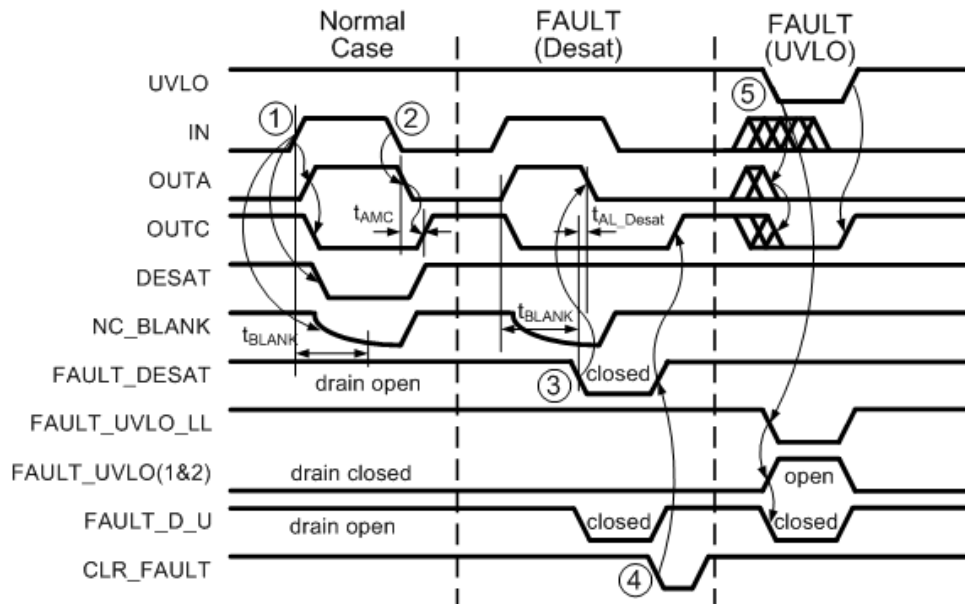 Normal
Case
FAULT
(Desat)
FAULT
(UVLO)
UVLO
5
1
2
IN
OUTA
tAMC
tAL_Desat
OUTC
DESAT
NC_BLANK
tBLANK
tBLANK
FAULT_DESAT
drain open
3
closed
FAULT_UVLO_LL
FAULT_UVLO(1&2)
drain closed
open
FAULT_D_U
drain open
closed
closed
CLR_FAULT
4